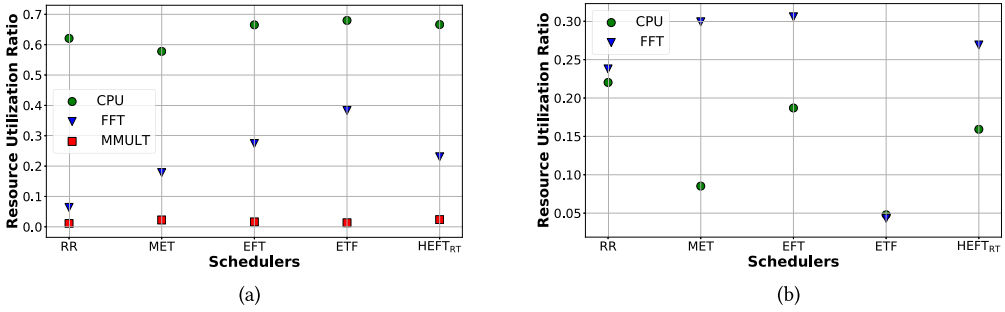 Resource Utilization Ratio
0.7
0.6
0.5
0.4
0.3
0.2
0.1
0.0
CPU
FFT
MMULT
RR MET EFT ETF HEFT_RT
Schedulers
(a)
Resource Utilization Ratio
0.30
0.25
0.20
0.15
0.10
0.05
CPU
FFT
RR MET EFT ETF HEFT_RT
Schedulers
(b)